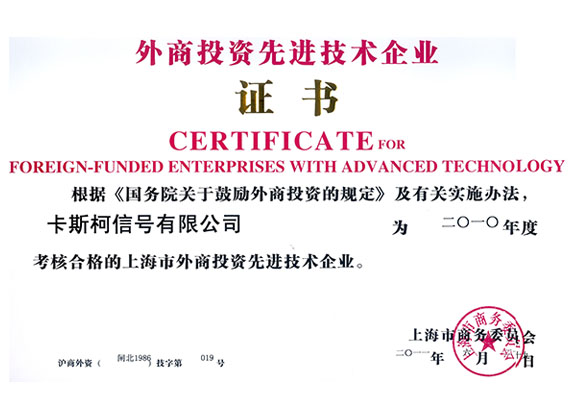 外商投资先进技术企业
证书
CERTIFICATE FOR
FOREIGN-FUNDED ENTERPRISES WITH ADVANCED TECHNOLOGY
根据《国务院关于鼓励外商投资的规定》及有关实施办法，
卡斯柯信号有限公司 为 二〇一〇 年度
考核合格的上海市外商投资先进技术企业。
上海市商务委员会
二〇一一 年 六 月 日
沪商外资（ 闸北1986 ）技字第 019 号